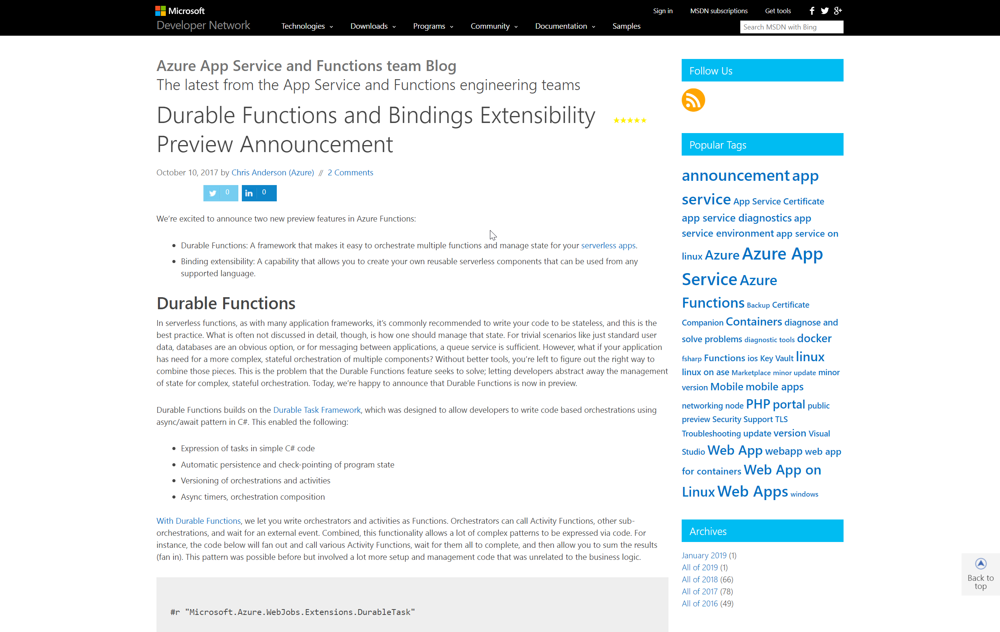 Microsoft
Sign in
MSDN subscriptions
Get tools
Developer Network
Technologies
Downloads
Programs
Community
Documentation
Samples
Search MSDN with Bing
Azure App Service and Functions team Blog
The latest from the App Service and Functions engineering teams
Durable Functions and Bindings Extensibility
Preview Announcement
October 10, 2017 by Chris Anderson (Azure) // 2 Comments
0
in 0
We’re excited to announce two new preview features in Azure Functions:
Durable Functions: A framework that makes it easy to orchestrate multiple functions and manage state for your serverless apps.
Binding extensibility: A capability that allows you to create your own reusable serverless components that can be used from any
supported language.
Durable Functions
In serverless functions, as with many application frameworks, it’s commonly recommended to write your code to be stateless, and this is the
best practice. What is often not discussed in detail, though, is how one should manage that state. For trivial scenarios like just standard user
data, databases are an obvious option, or for messaging between applications, a queue service is sufficient. However, what if your application
has need for a more complex, stateful orchestration of multiple components? Without better tools, you’re left to figure out the right way to
combine those pieces. This is the problem that the Durable Functions feature seeks to solve; letting developers abstract away the management
of state for complex, stateful orchestration. Today, we’re happy to announce that Durable Functions is now in preview.
Durable Functions builds on the Durable Task Framework, which was designed to allow developers to write code based orchestrations using
async/await pattern in C#. This enabled the following:
Expression of tasks in simple C# code
Automatic persistence and check-pointing of program state
Versioning of orchestrations and activities
Async timers, orchestration composition
With Durable Functions, we let you write orchestrators and activities as Functions. Orchestrators can call Activity Functions, other sub-
orchestrations, and wait for an external event. Combined, this functionality allows a lot of complex patterns to be expressed via code. For
instance, the code below will fan out and call various Activity Functions, wait for them all to complete, and then allow you to sum the results
(fan in). This pattern was possible before but involved a lot more setup and management code that was unrelated to the business logic.
#r "Microsoft.Azure.WebJobs.Extensions.DurableTask"
Follow Us
Popular Tags
announcement app
service App Service Certificate
app service diagnostics app
service environment app service on
linux Azure Azure App
Service Azure
Functions Backup Certificate
Companion Containers diagnose and
solve problems diagnostic tools docker
fsharp Functions ios Key Vault linux
linux on ase Marketplace minor update minor
version Mobile mobile apps
networking node PHP portal public
preview Security Support TLS
Troubleshooting update version Visual
Studio Web App webapp web app
for containers Web App on
Linux Web Apps windows
Archives
January 2019 (1)
All of 2019 (1)
All of 2018 (66)
All of 2017 (78)
All of 2016 (49)
Back to
top